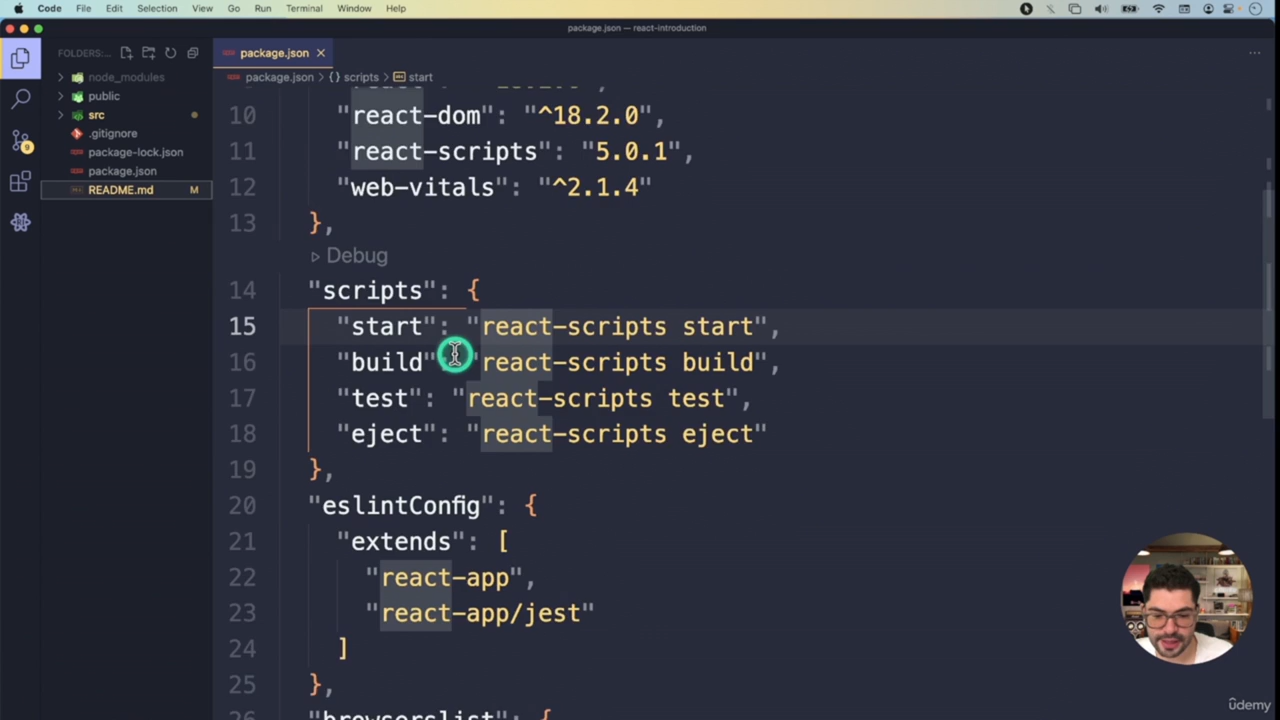 Code File Edit Selection View Go Run Terminal Window Help
package.json — react-introduction
FOLDERS:...
package.json
package.json > {} scripts > start
node_modules
public
src
.gitignore
package-lock.json
package.json
README.md M
9
10 "react-dom": "^18.2.0",
11 "react-scripts": "5.0.1",
12 "web-vitals": "^2.1.4"
13 },
Debug
14 "scripts": {
15 "start": "react-scripts start",
16 "build": "react-scripts build",
17 "test": "react-scripts test",
18 "eject": "react-scripts eject"
19 },
20 "eslintConfig": {
21 "extends": [
22 "react-app",
23 "react-app/jest"
24 ]
25 },
26 "browserslist": {
ûdemy